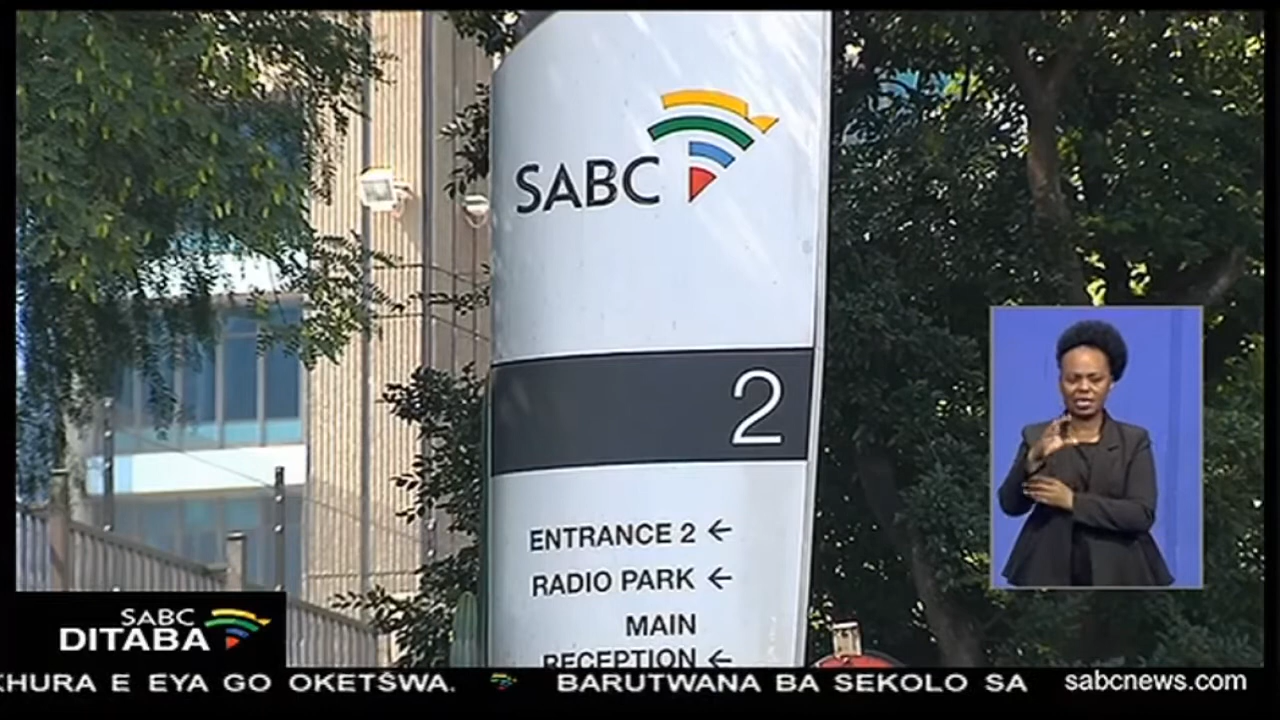 SABC
2
ENTRANCE 2 ←
RADIO PARK ←
MAIN
RECEPTION ←
SABC
DITABA
KHURA E EYA GO OKETŠWA. BARUTWANA BA SEKOLO SA
sabcnews.com